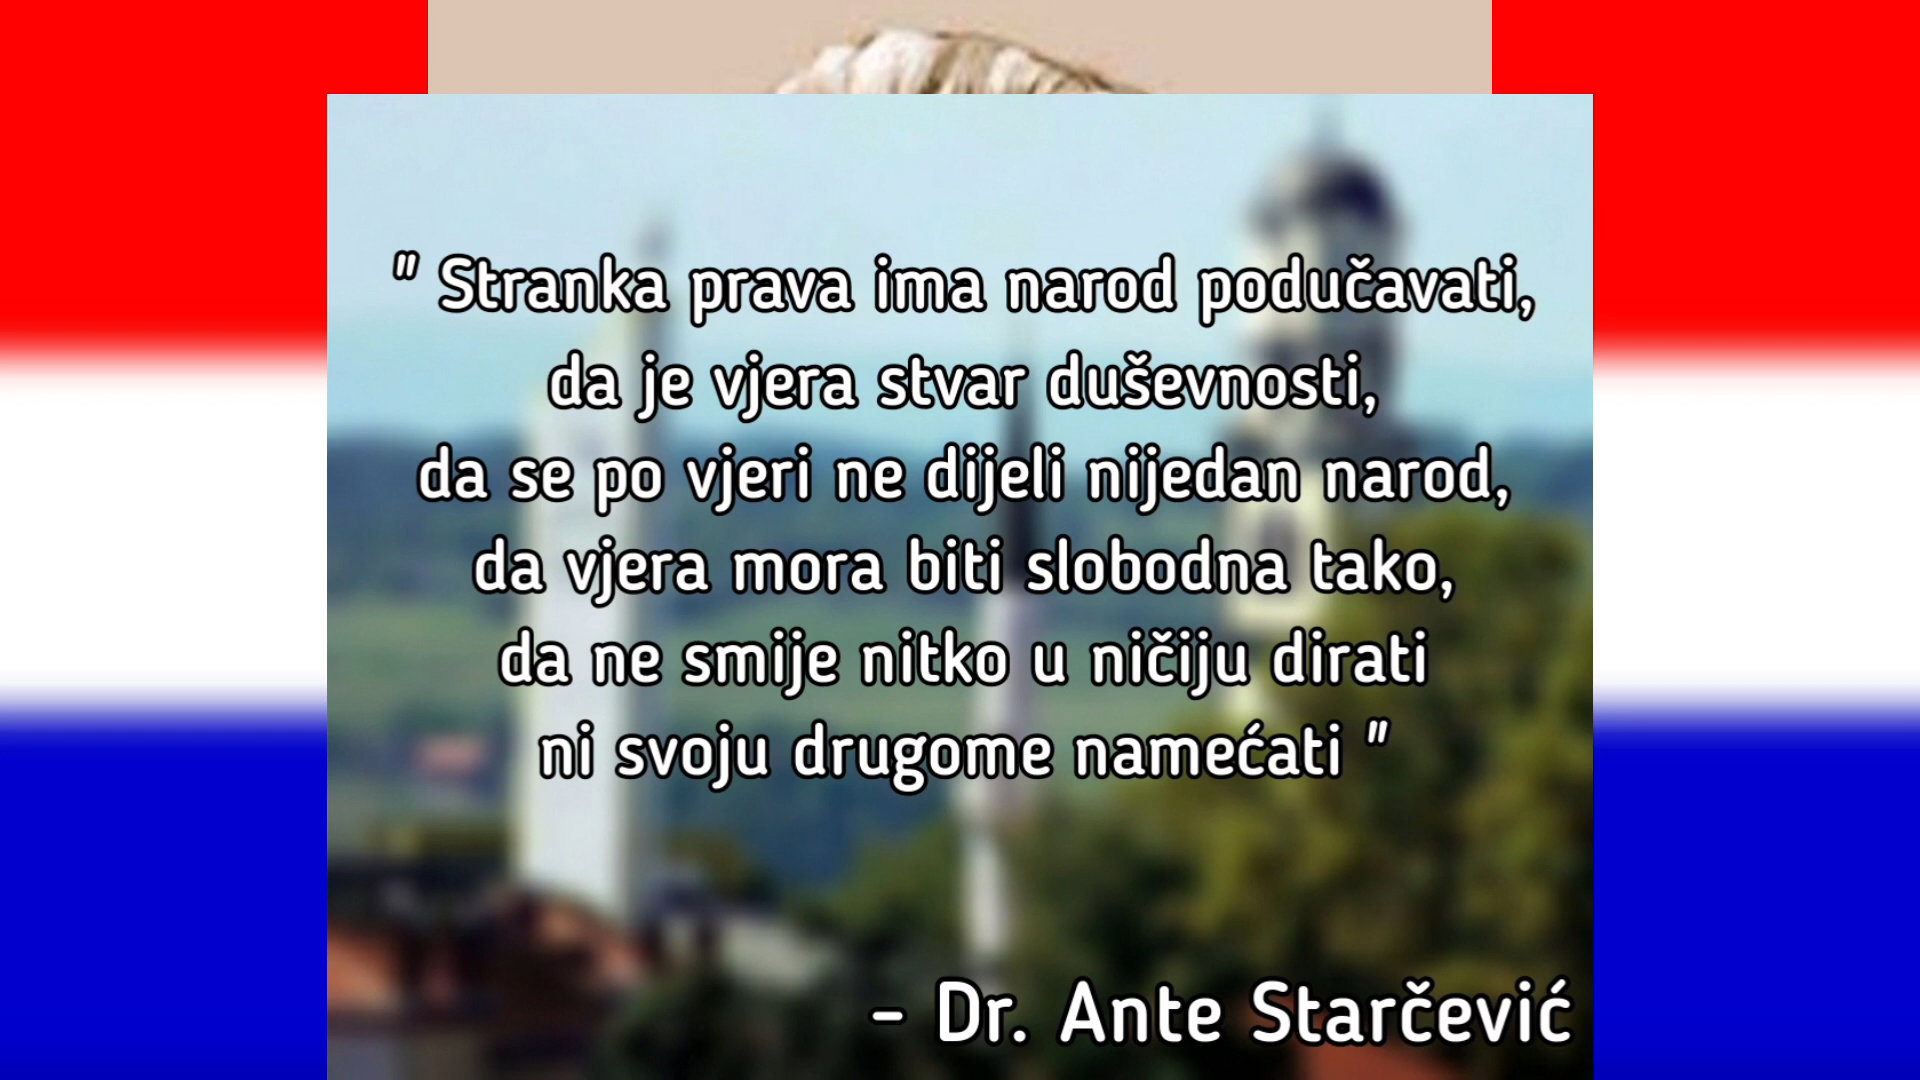 " Stranka prava ima narod podučavati,
da je vjera stvar duševnosti,
da se po vjeri ne dijeli nijedan narod,
da vjera mora biti slobodna tako,
da ne smije nitko u ničiju dirati
ni svoju drugome namećati "
- Dr. Ante Starčević